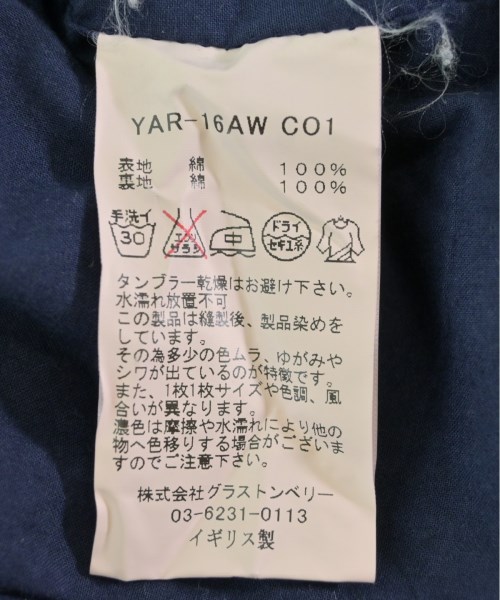 YAR-16AW CO1
表地 綿 100%
裏地 綿 100%
手洗イ 30 エンソサラシ 中 ドライ セキユ系
タンブラー乾燥はお避け下さい。
水濡れ放置不可
この製品は縫製後、製品染めを
しています。
その為多少の色ムラ、ゆがみや
シワが出ているのが特徴です。
また、1枚1枚サイズや色調、風
合いが異なります。
濃色は摩擦や水濡れにより他の
物へ色移りする場合がございま
すのでご注意下さい。
株式会社グラストンベリー
03-6231-0113
イギリス製